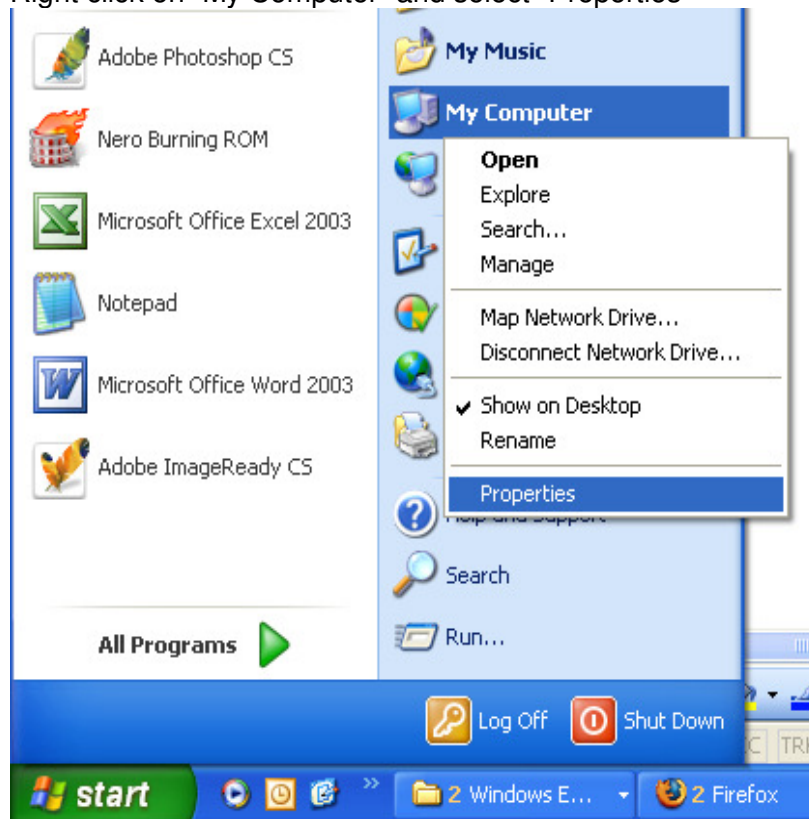 Right click on "My Computer" and select "Properties"
Adobe Photoshop CS
Nero Burning ROM
Microsoft Office Excel 2003
Notepad
Microsoft Office Word 2003
Adobe ImageReady CS
All Programs
My Music
My Computer
Open
Explore
Search...
Manage
Map Network Drive...
Disconnect Network Drive...
Show on Desktop
Rename
Properties
Help and Support
Search
Run...
Log Off
Shut Down
start
2 Windows E...
2 Firefox